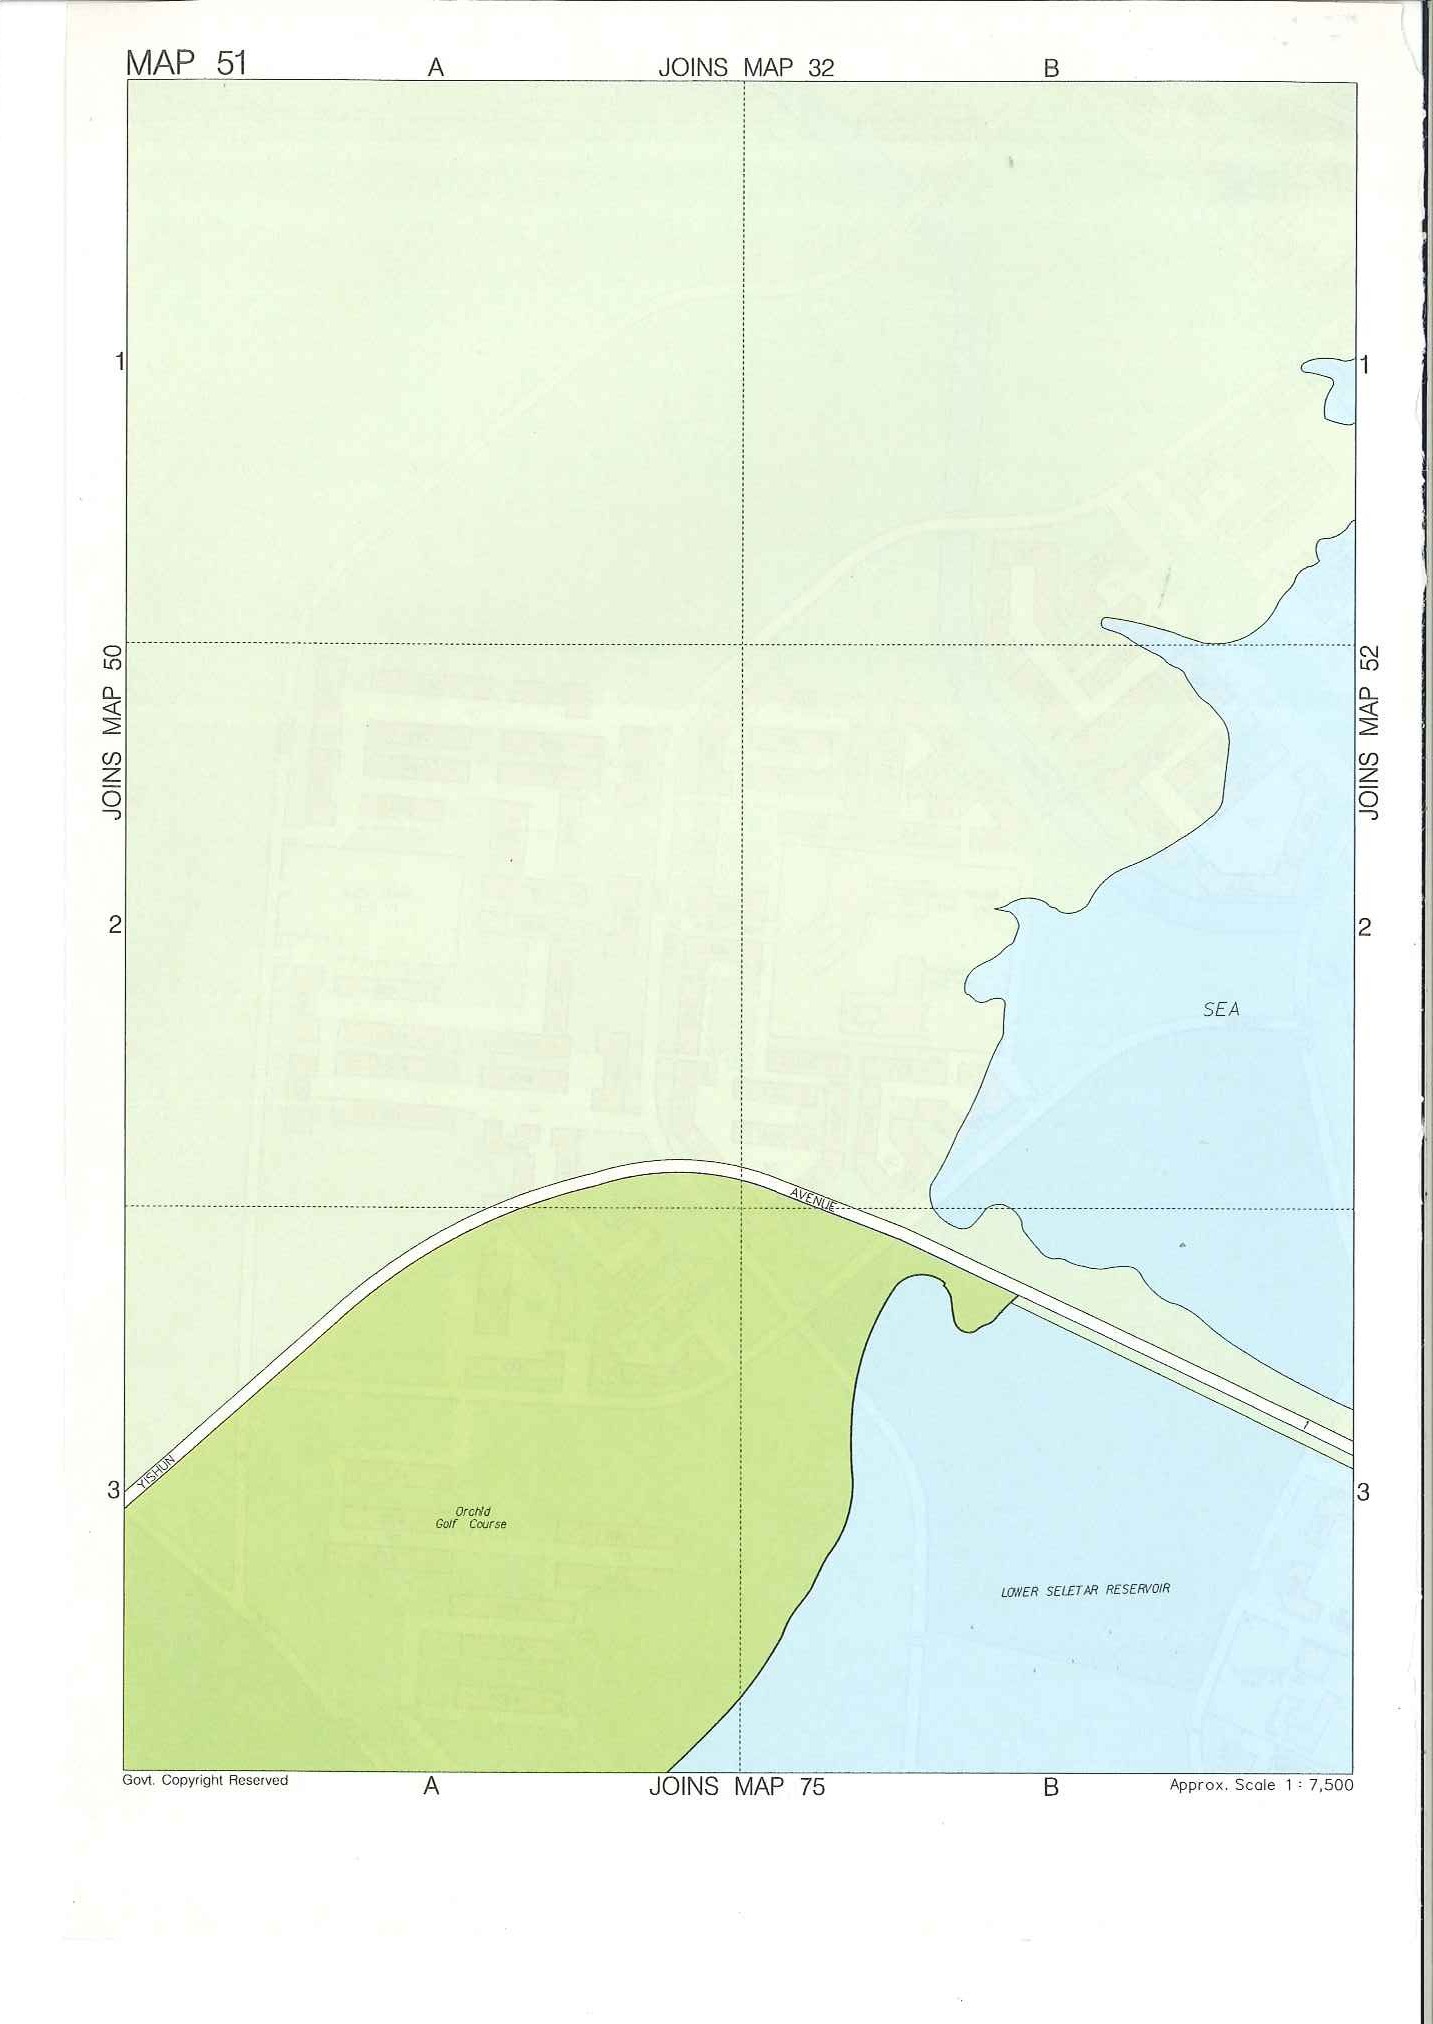 MAP 51
A
JOINS MAP 32
B
1
1
JOINS MAP 50
JOINS MAP 52
2
2
SEA
AVENUE
1
YISHUN
3
3
Orchid
Golf Course
LOWER SELETAR RESERVOIR
Govt. Copyright Reserved
A
JOINS MAP 75
B
Approx. Scale 1 : 7,500